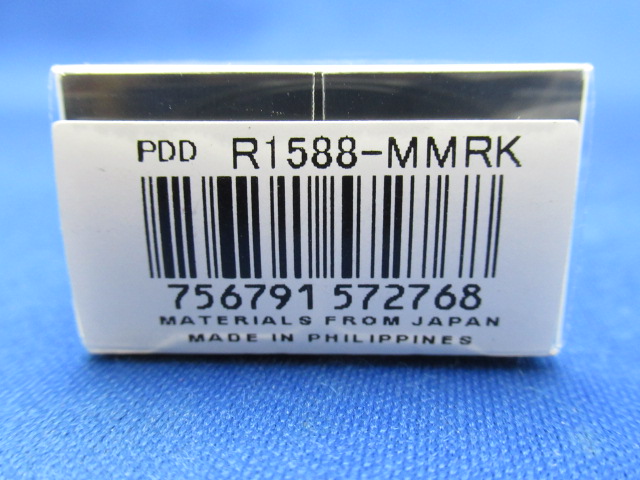 PDD R1588-MMRK
756791 572768
MATERIALS FROM JAPAN
MADE IN PHILIPPINES